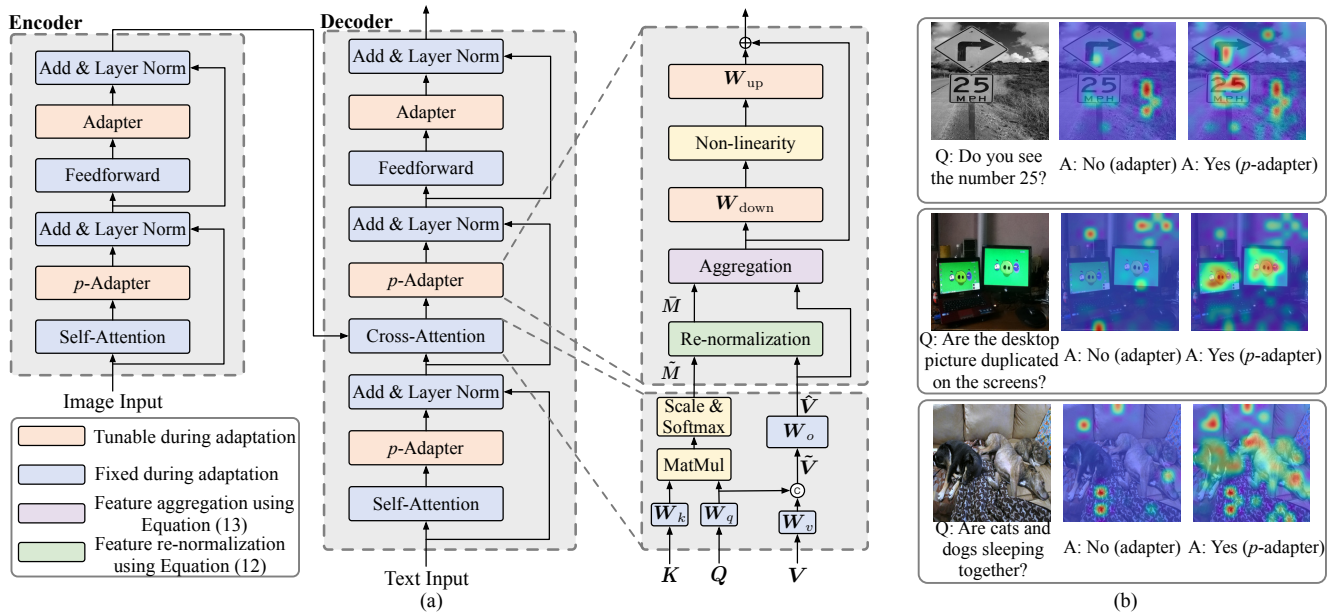 Encoder
Add & Layer Norm
Adapter
Feedforward
Add & Layer Norm
p-Adapter
Self-Attention
Image Input
Tunable during adaptation
Fixed during adaptation
Feature aggregation using
Equation (13)
Feature re-normalization
using Equation (12)
Decoder
Add & Layer Norm
Adapter
Feedforward
Add & Layer Norm
p-Adapter
Cross-Attention
Add & Layer Norm
p-Adapter
Self-Attention
Text Input
(a)
⊕
W_up
Non-linearity
W_down
Aggregation
M̄
Re-normalization
M̃
Scale &
Softmax
V̂
W_o
MatMul
Ṽ
©
W_k
W_q
W_v
K
Q
V
25
MPH
25
MPH
25
MPH
Q: Do you see
the number 25?
A: No (adapter)
A: Yes (p-adapter)
Q: Are the desktop
picture duplicated
on the screens?
A: No (adapter)
A: Yes (p-adapter)
Q: Are cats and
dogs sleeping
together?
A: No (adapter)
A: Yes (p-adapter)
(b)